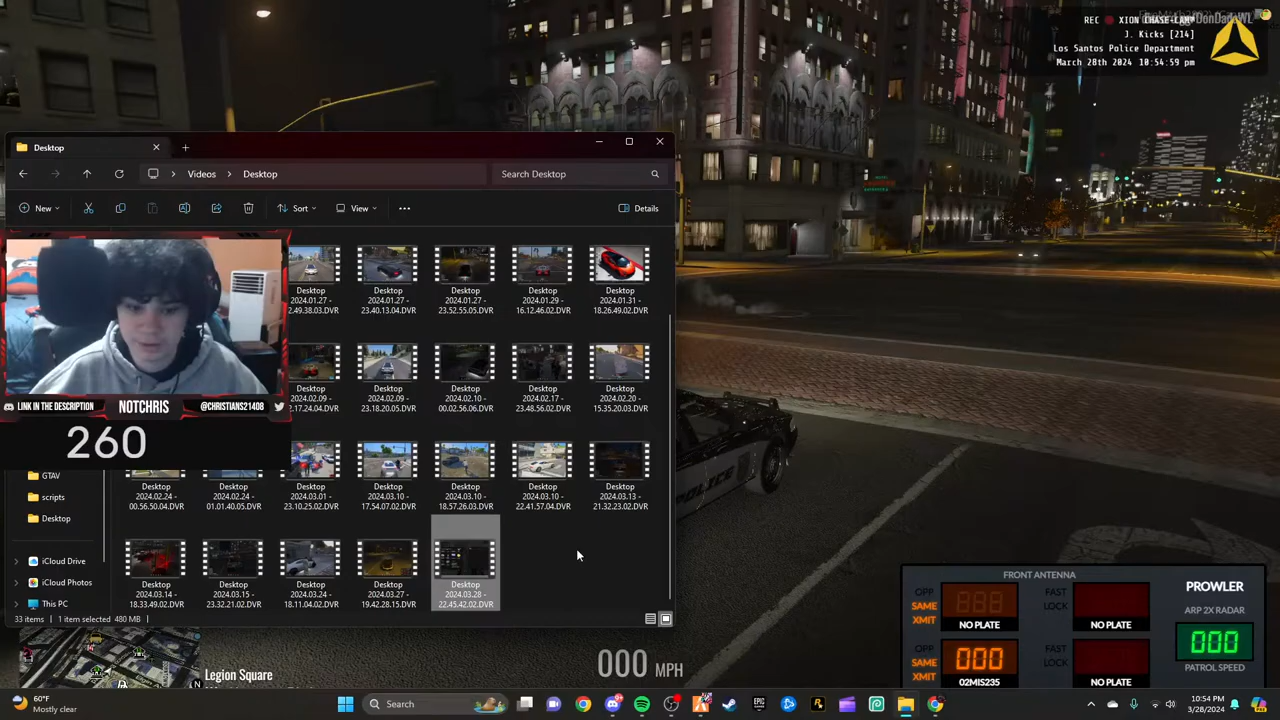 REC XION CHASE-CAM
J. Kicks [214]
Los Santos Police Department
March 28th 2024 10:54:59 pm
Desktop
Videos > Desktop
Search Desktop
New
Sort
View
Details
Desktop 2024.01.27 - 23.40.13.04.DVR
Desktop 2024.01.27 - 23.52.55.05.DVR
Desktop 2024.01.29 - 16.12.46.02.DVR
Desktop 2024.01.31 - 18.26.49.02.DVR
Desktop 2024.02.09 - 23.18.20.05.DVR
Desktop 2024.02.10 - 00.02.56.06.DVR
Desktop 2024.02.17 - 23.48.56.02.DVR
Desktop 2024.02.20 - 15.35.20.03.DVR
LINK IN THE DESCRIPTION NOTCHRIS @CHRISTIANS21408
260
GTAV
scripts
Desktop
iCloud Drive
iCloud Photos
This PC
Desktop 2024.02.24 - 00.56.50.04.DVR
Desktop 2024.02.24 - 01.01.40.05.DVR
Desktop 2024.03.01 - 23.10.25.02.DVR
Desktop 2024.03.10 - 17.54.07.02.DVR
Desktop 2024.03.10 - 18.57.26.03.DVR
Desktop 2024.03.10 - 22.41.57.04.DVR
Desktop 2024.03.13 - 21.32.23.02.DVR
Desktop 2024.03.14 - 18.33.49.02.DVR
Desktop 2024.03.15 - 23.32.21.02.DVR
Desktop 2024.03.24 - 18.11.04.02.DVR
Desktop 2024.03.27 - 19.42.28.15.DVR
Desktop 2024.03.28 - 22.45.42.02.DVR
33 items 1 item selected 480 MB
POLICE
Legion Square
000 MPH
FRONT ANTENNA
OPP
SAME
XMIT
NO PLATE
FAST
LOCK
NO PLATE
PROWLER
ARP 2X RADAR
OPP
SAME
XMIT
000
02MIS235
FAST
LOCK
NO PLATE
000
PATROL SPEED
60°F
Mostly clear
Search
10:54 PM
3/28/2024